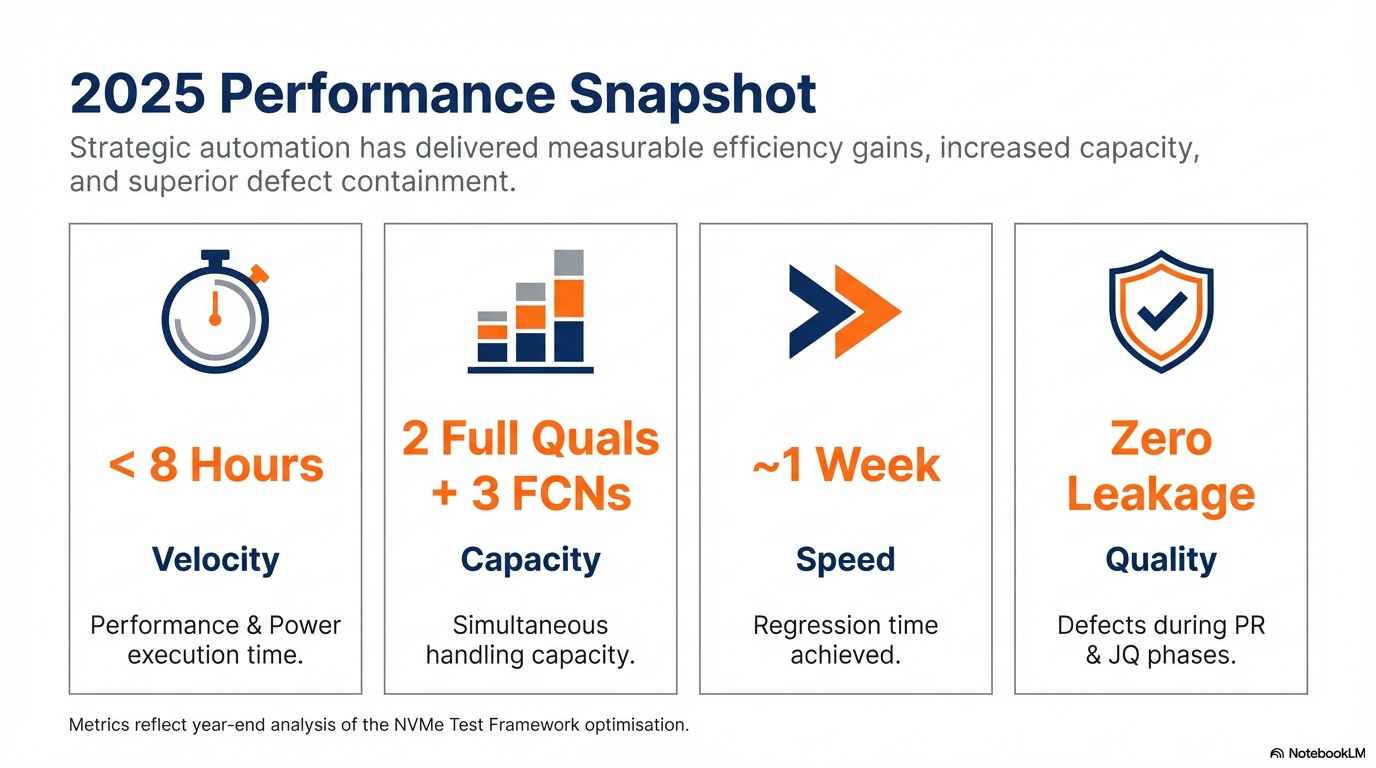 2025 Performance Snapshot
Strategic automation has delivered measurable efficiency gains, increased capacity,
and superior defect containment.
< 8 Hours
Velocity
Performance & Power
execution time.
2 Full Quals
+ 3 FCNs
Capacity
Simultaneous
handling capacity.
~1 Week
Speed
Regression time
achieved.
Zero
Leakage
Quality
Defects during PR
& JQ phases.
Metrics reflect year-end analysis of the NVMe Test Framework optimisation.
NotebookLM